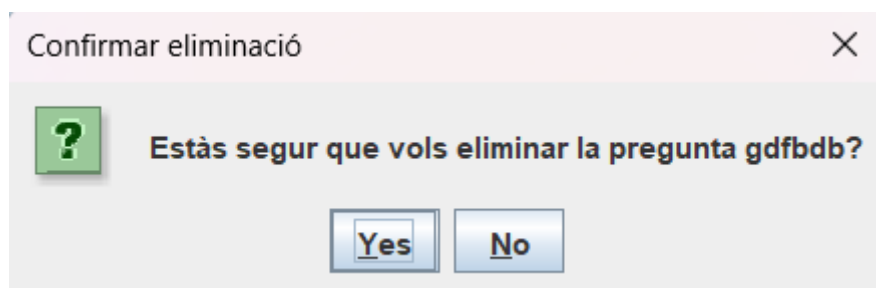 Confirmar eliminació
Estàs segur que vols eliminar la pregunta gdfbdb?
Yes No